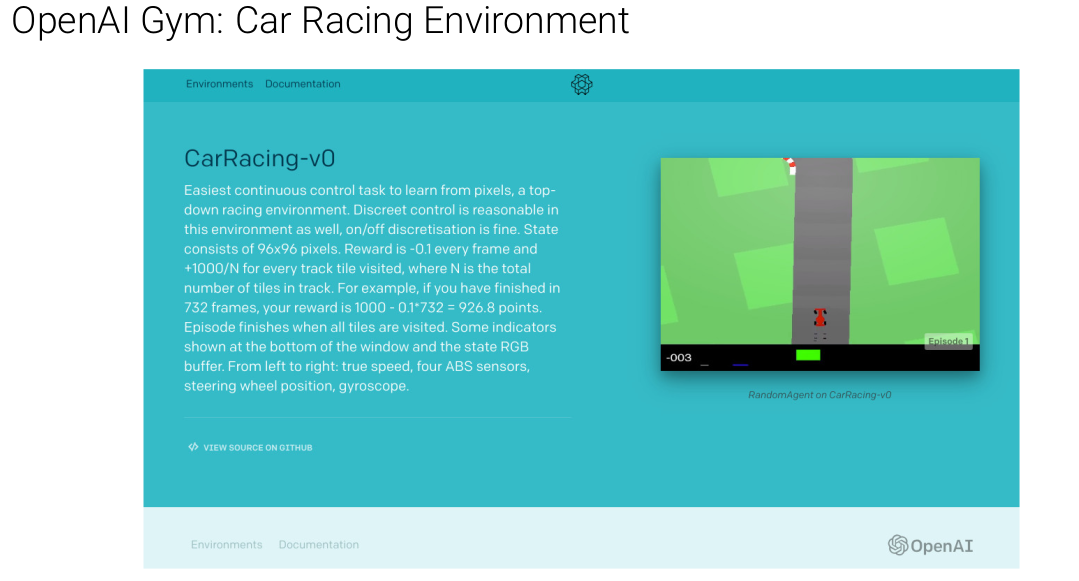 OpenAI Gym: Car Racing Environment
Environments Documentation
CarRacing-v0
Easiest continuous control task to learn from pixels, a top-
down racing environment. Discreet control is reasonable in
this environment as well, on/off discretisation is fine. State
consists of 96x96 pixels. Reward is -0.1 every frame and
+1000/N for every track tile visited, where N is the total
number of tiles in track. For example, if you have finished in
732 frames, your reward is 1000 - 0.1*732 = 926.8 points.
Episode finishes when all tiles are visited. Some indicators
shown at the bottom of the window and the state RGB
buffer. From left to right: true speed, four ABS sensors,
steering wheel position, gyroscope.
VIEW SOURCE ON GITHUB
Episode 1
-003
RandomAgent on CarRacing-v0
Environments Documentation
OpenAI